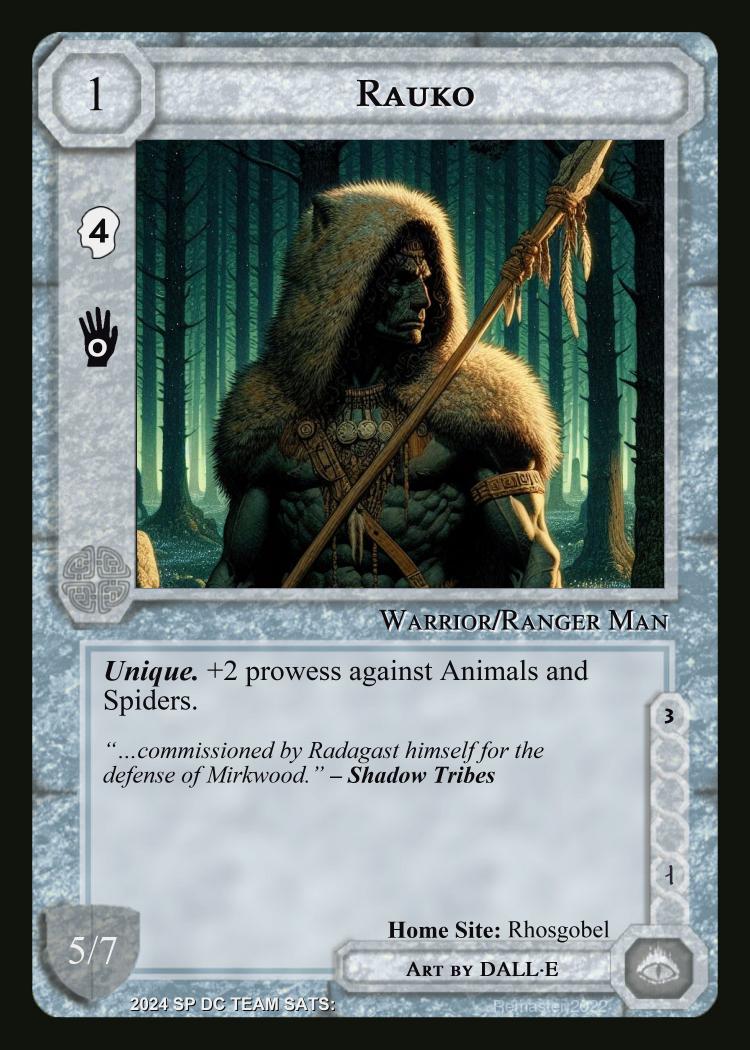 1
Rauko
4
0
Warrior/Ranger Man
Unique. +2 prowess against Animals and
Spiders.
“...commissioned by Radagast himself for the
defense of Mirkwood.” – Shadow Tribes
3
1
Home Site: Rhosgobel
5/7
Art by DALL·E
2024 SP DC TEAM SATS:
Remaster 2022